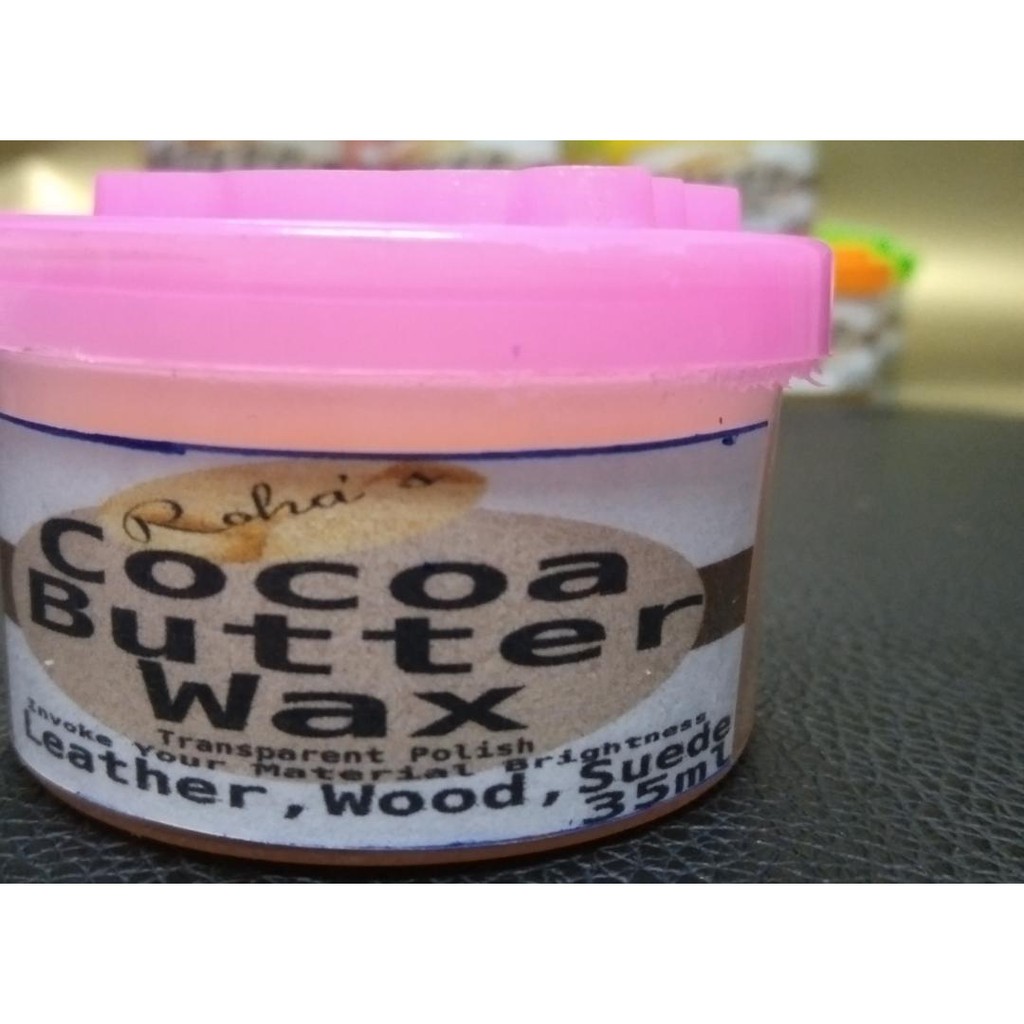 Roha's
Cocoa
Butter
Wax
Transparent Polish
Invoke Your Material Brightness
Leather,Wood,Suede
35ml